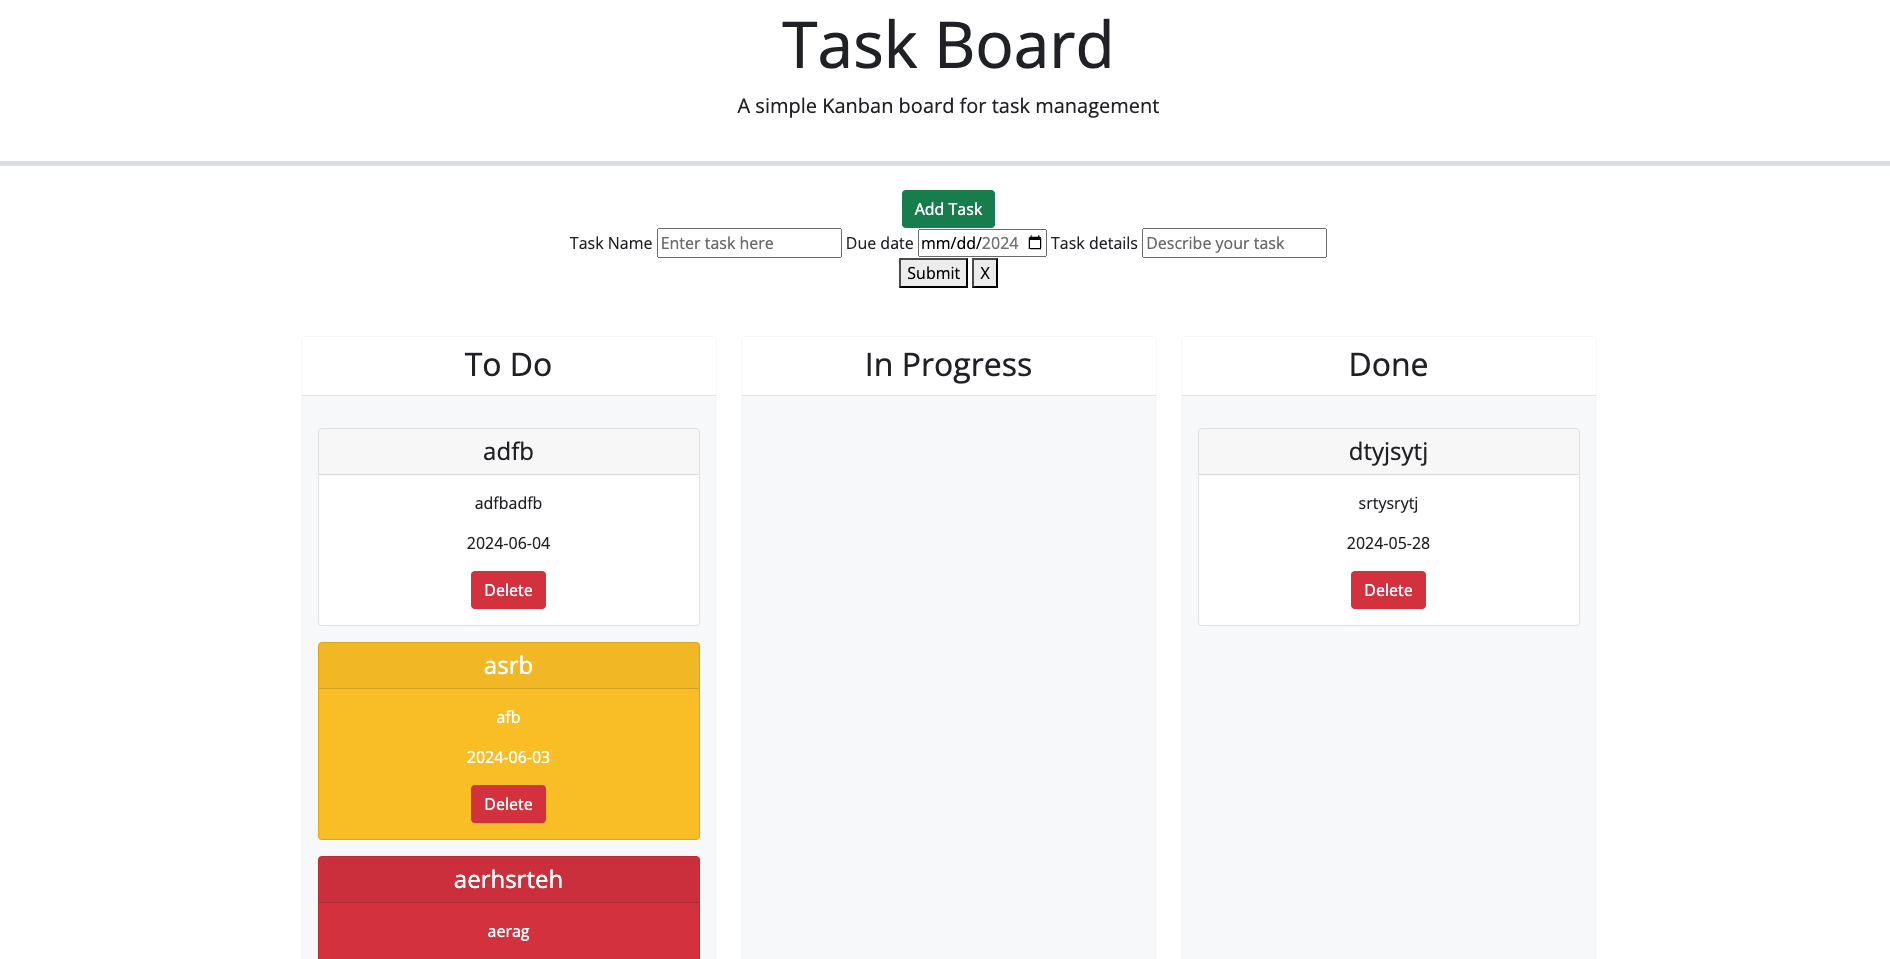 Task Board
A simple Kanban board for task management
Add Task
Task Name Enter task here Due date mm/dd/2024 Task details Describe your task
Submit X
To Do
adfb
adfbadfb
2024-06-04
Delete
asrb
afb
2024-06-03
Delete
aerhsrteh
aerag
In Progress
Done
dtyjsytj
srtysrytj
2024-05-28
Delete